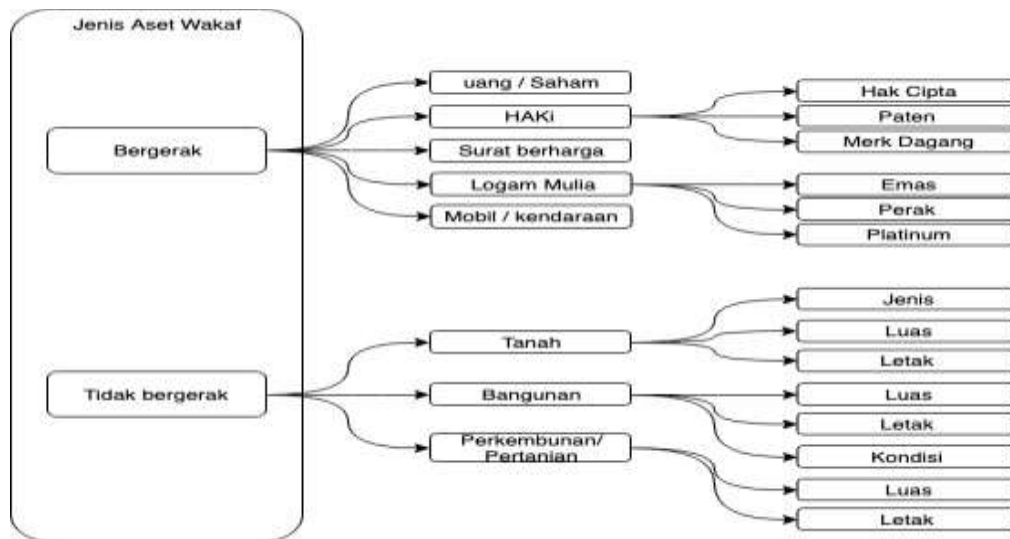 Jenis Aset Wakaf
Bergerak
uang / Saham
HAKi
Surat berharga
Logam Mulia
Mobil / kendaraan
Hak Cipta
Paten
Merk Dagang
Emas
Perak
Platinum
Tidak bergerak
Tanah
Bangunan
Perkembunan/
Pertanian
Jenis
Luas
Letak
Luas
Letak
Kondisi
Luas
Letak